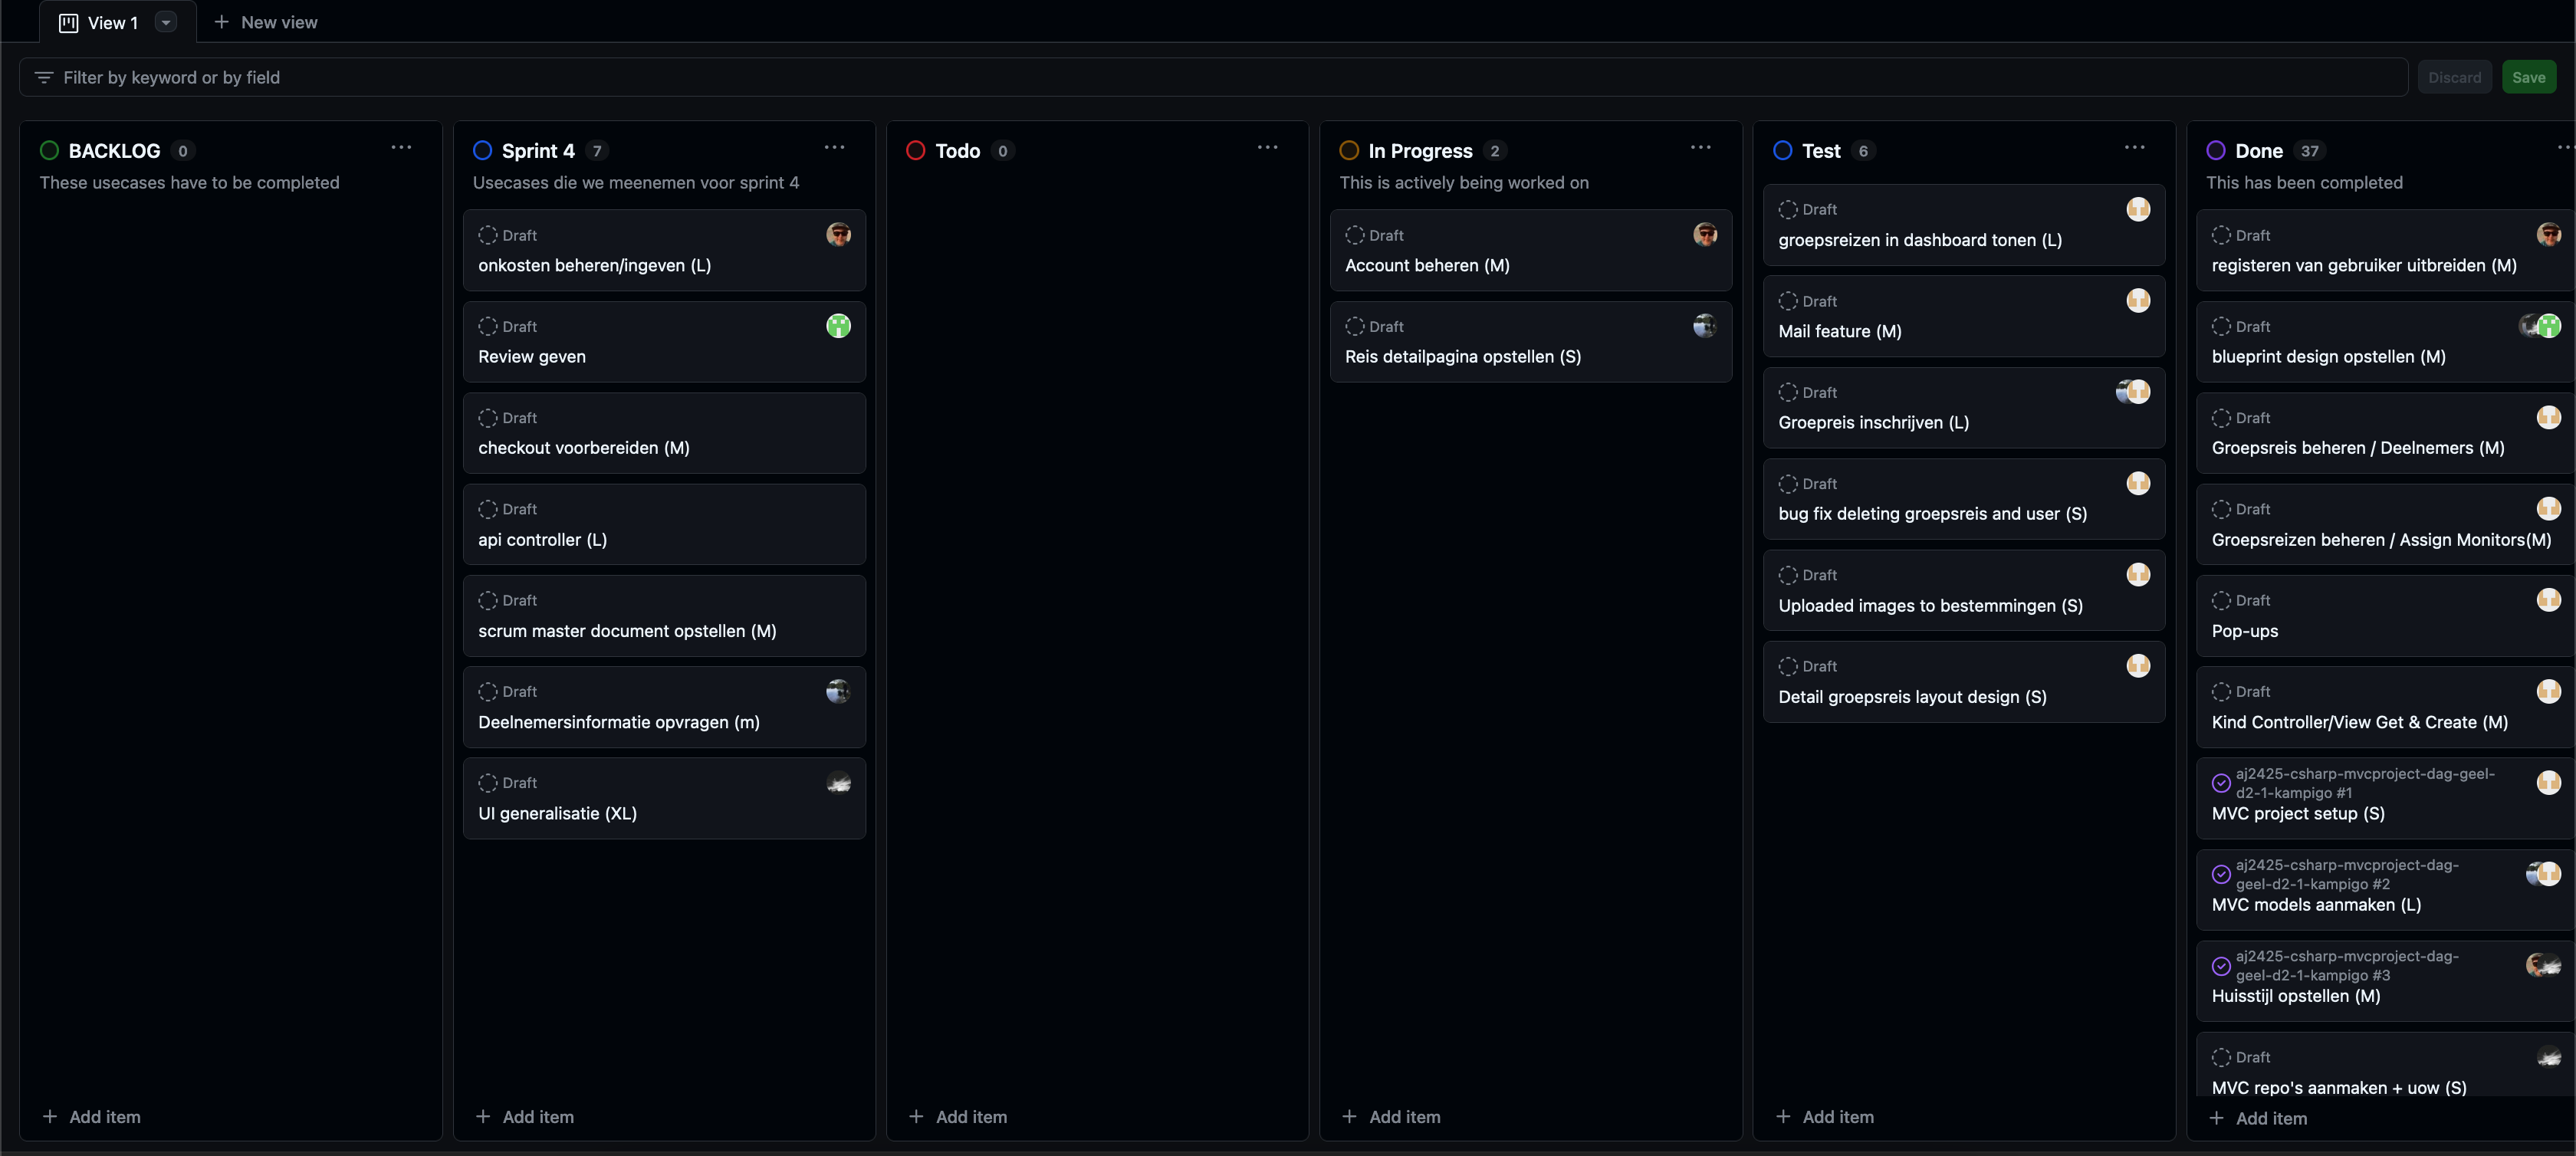 View 1
New view
Filter by keyword or by field
Discard
Save
BACKLOG 0
These usecases have to be completed
Add item
Sprint 4 7
Usecases die we meenemen voor sprint 4
Draft
onkosten beheren/ingeven (L)
Draft
Review geven
Draft
checkout voorbereiden (M)
Draft
api controller (L)
Draft
scrum master document opstellen (M)
Draft
Deelnemersinformatie opvragen (m)
Draft
UI generalisatie (XL)
Add item
Todo 0
Add item
In Progress 2
This is actively being worked on
Draft
Account beheren (M)
Draft
Reis detailpagina opstellen (S)
Add item
Test 6
Draft
groepsreizen in dashboard tonen (L)
Draft
Mail feature (M)
Draft
Groepreis inschrijven (L)
Draft
bug fix deleting groepsreis and user (S)
Draft
Uploaded images to bestemmingen (S)
Draft
Detail groepsreis layout design (S)
Add item
Done 37
This has been completed
Draft
registeren van gebruiker uitbreiden (M)
Draft
blueprint design opstellen (M)
Draft
Groepsreis beheren / Deelnemers (M)
Draft
Groepsreizen beheren / Assign Monitors(M)
Draft
Pop-ups
Draft
Kind Controller/View Get & Create (M)
aj2425-csharp-mvcproject-dag-geel-
d2-1-kampigo #1
MVC project setup (S)
aj2425-csharp-mvcproject-dag-
geel-d2-1-kampigo #2
MVC models aanmaken (L)
aj2425-csharp-mvcproject-dag-
geel-d2-1-kampigo #3
Huisstijl opstellen (M)
Draft
MVC repo's aanmaken + uow (S)
Add item